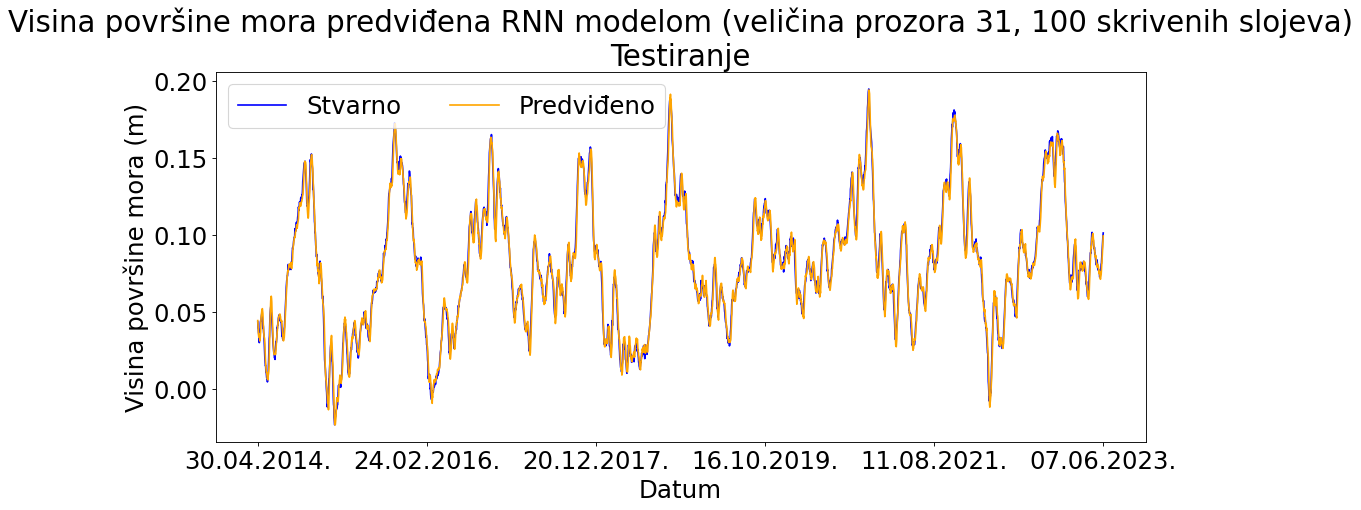 Visina površine mora predviđena RNN modelom (veličina prozora 31, 100 skrivenih slojeva)
Testiranje
Stvarno
Predviđeno
Visina površine mora (m)
0.20
0.15
0.10
0.05
0.00
30.04.2014.
24.02.2016.
20.12.2017.
16.10.2019.
11.08.2021.
07.06.2023.
Datum